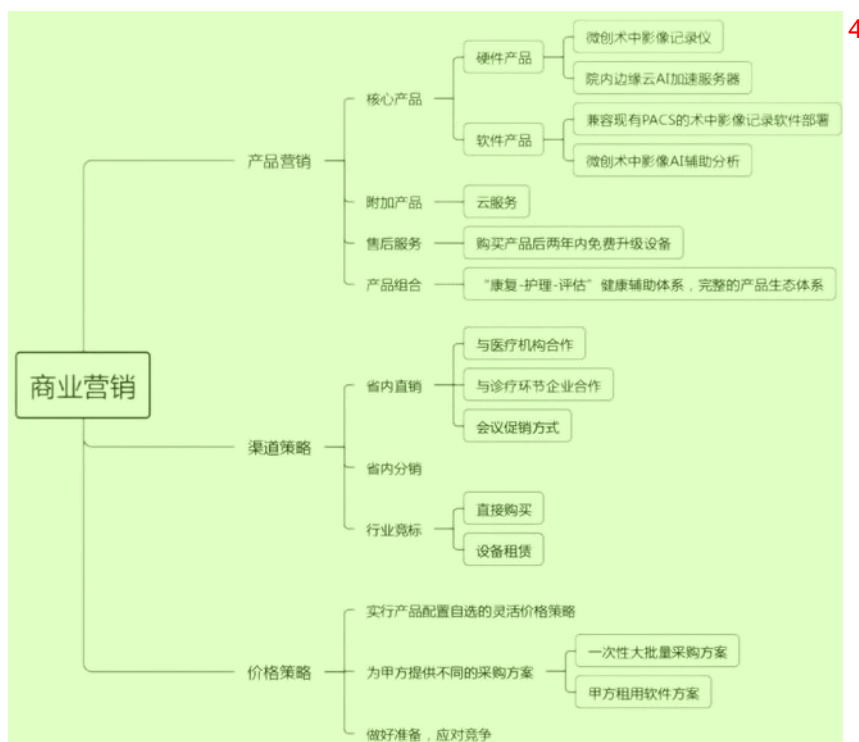 4
微创术中影像记录仪
硬件产品
院内边缘云AI加速服务器
核心产品
兼容现有PACS的术中影像记录软件部署
软件产品
微创术中影像AI辅助分析
产品营销
附加产品
云服务
售后服务
购买产品后两年内免费升级设备
产品组合
“康复-护理-评估”健康辅助体系，完整的产品生态体系
商业营销
与医疗机构合作
省内直销
与诊疗环节企业合作
会议促销方式
渠道策略
省内分销
直接购买
行业竞标
设备租赁
实行产品配置自选的灵活价格策略
一次性大批量采购方案
价格策略
为甲方提供不同的采购方案
甲方租用软件方案
做好准备，应对竞争